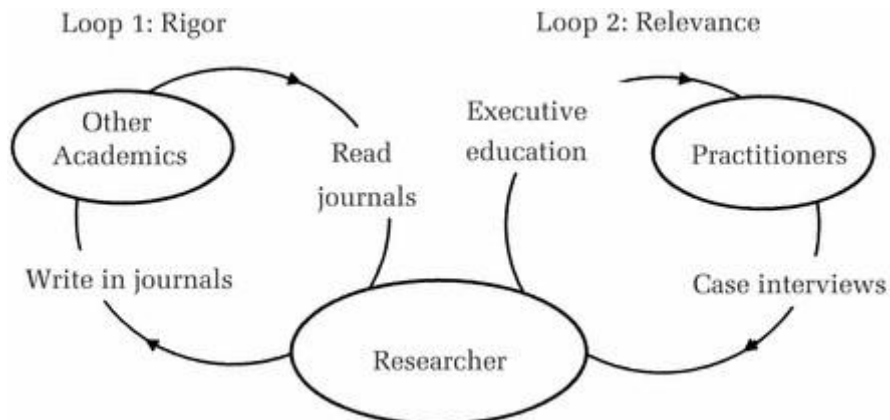 Loop 1: Rigor
Loop 2: Relevance
Other
Academics
Read
journals
Write in journals
Executive
education
Practitioners
Case interviews
Researcher